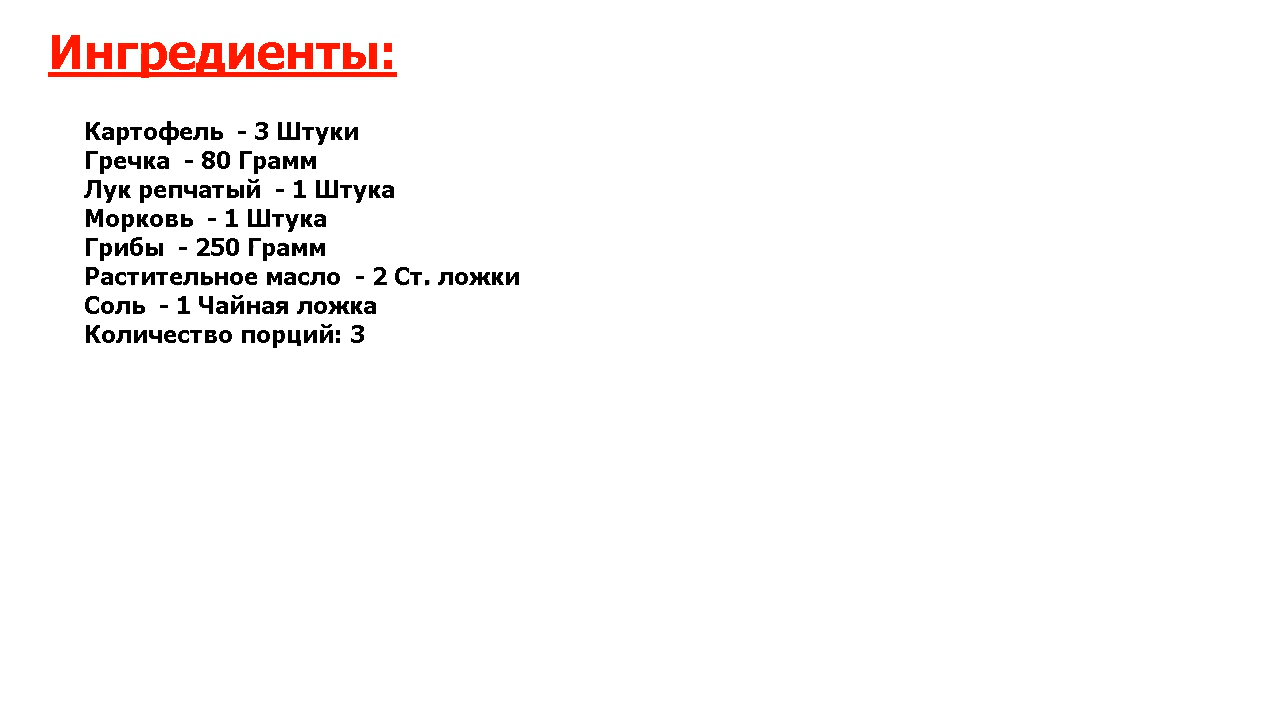 Ингредиенты:
Картофель - 3 Штуки
Гречка - 80 Грамм
Лук репчатый - 1 Штука
Морковь - 1 Штука
Грибы - 250 Грамм
Растительное масло - 2 Ст. ложки
Соль - 1 Чайная ложка
Количество порций: 3